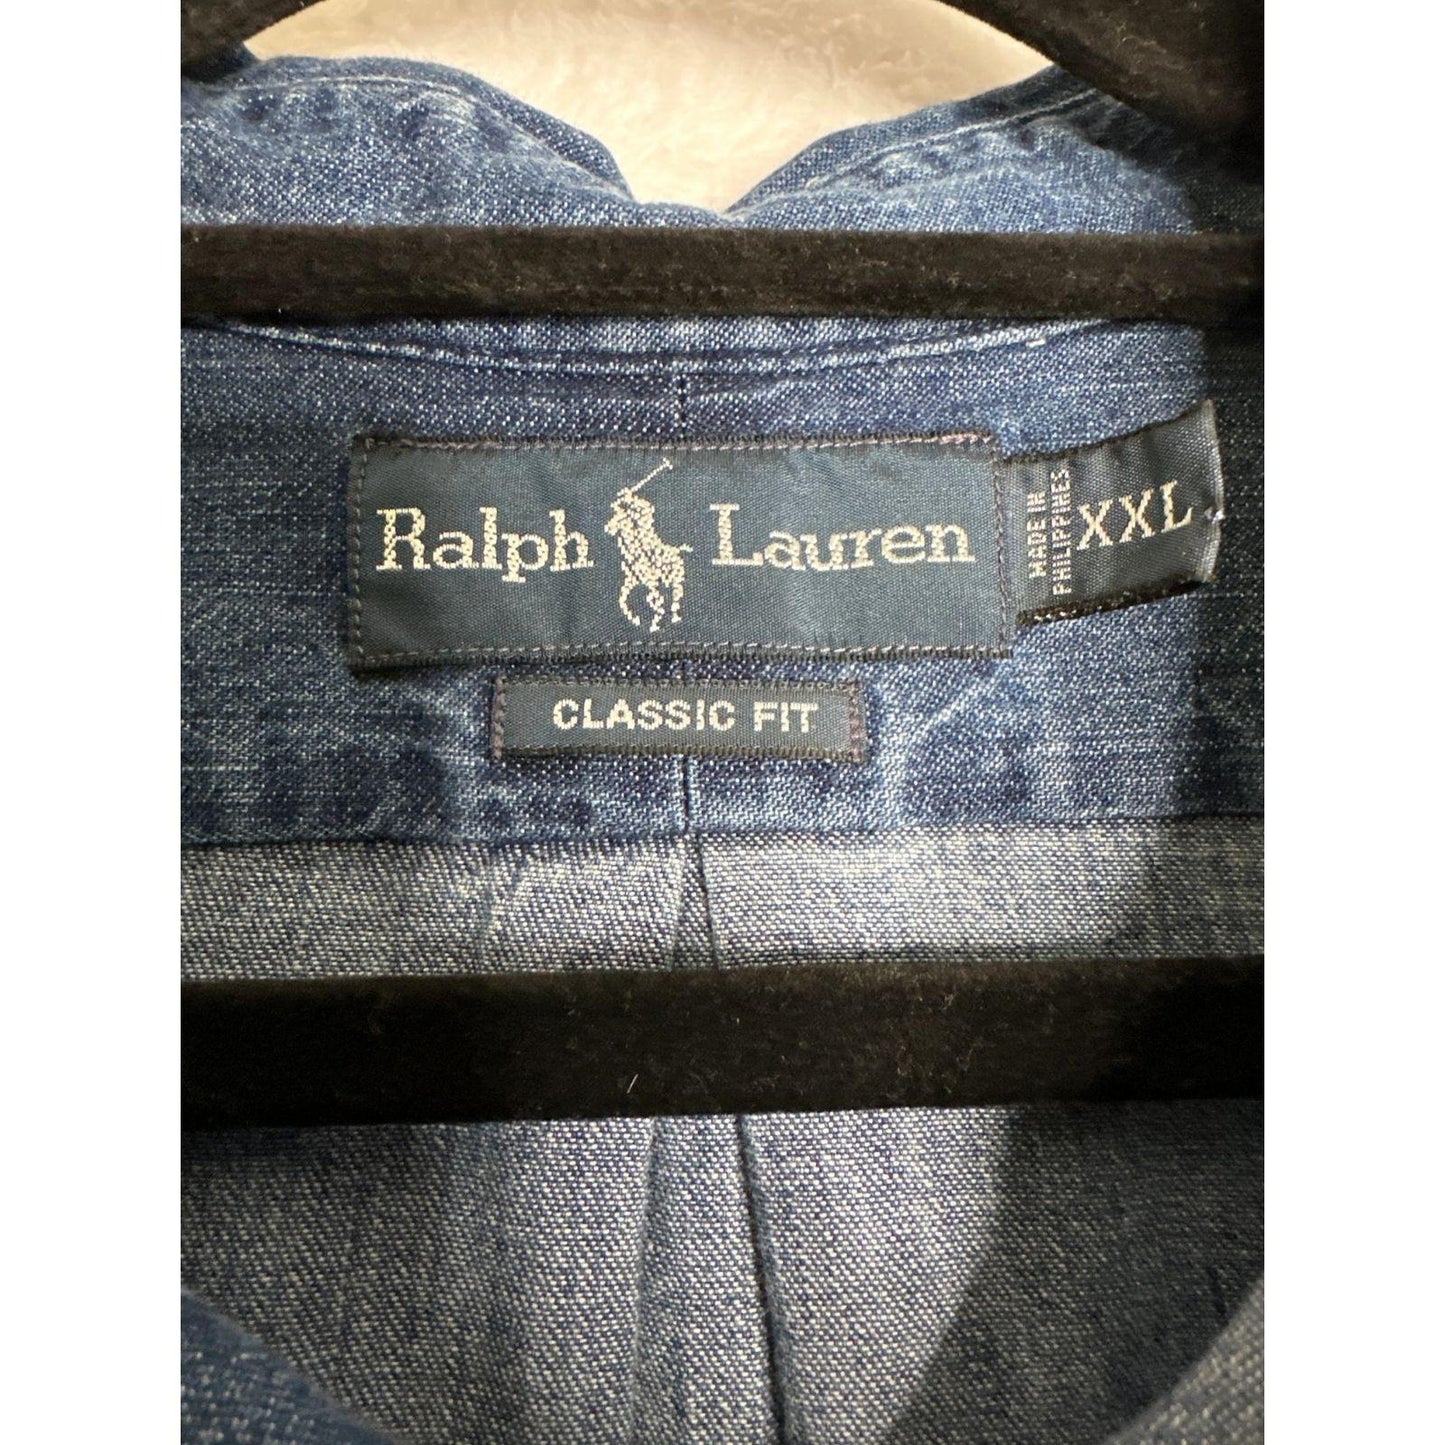 Ralph Lauren
MADE IN
PHILIPPINES
XXL
CLASSIC FIT